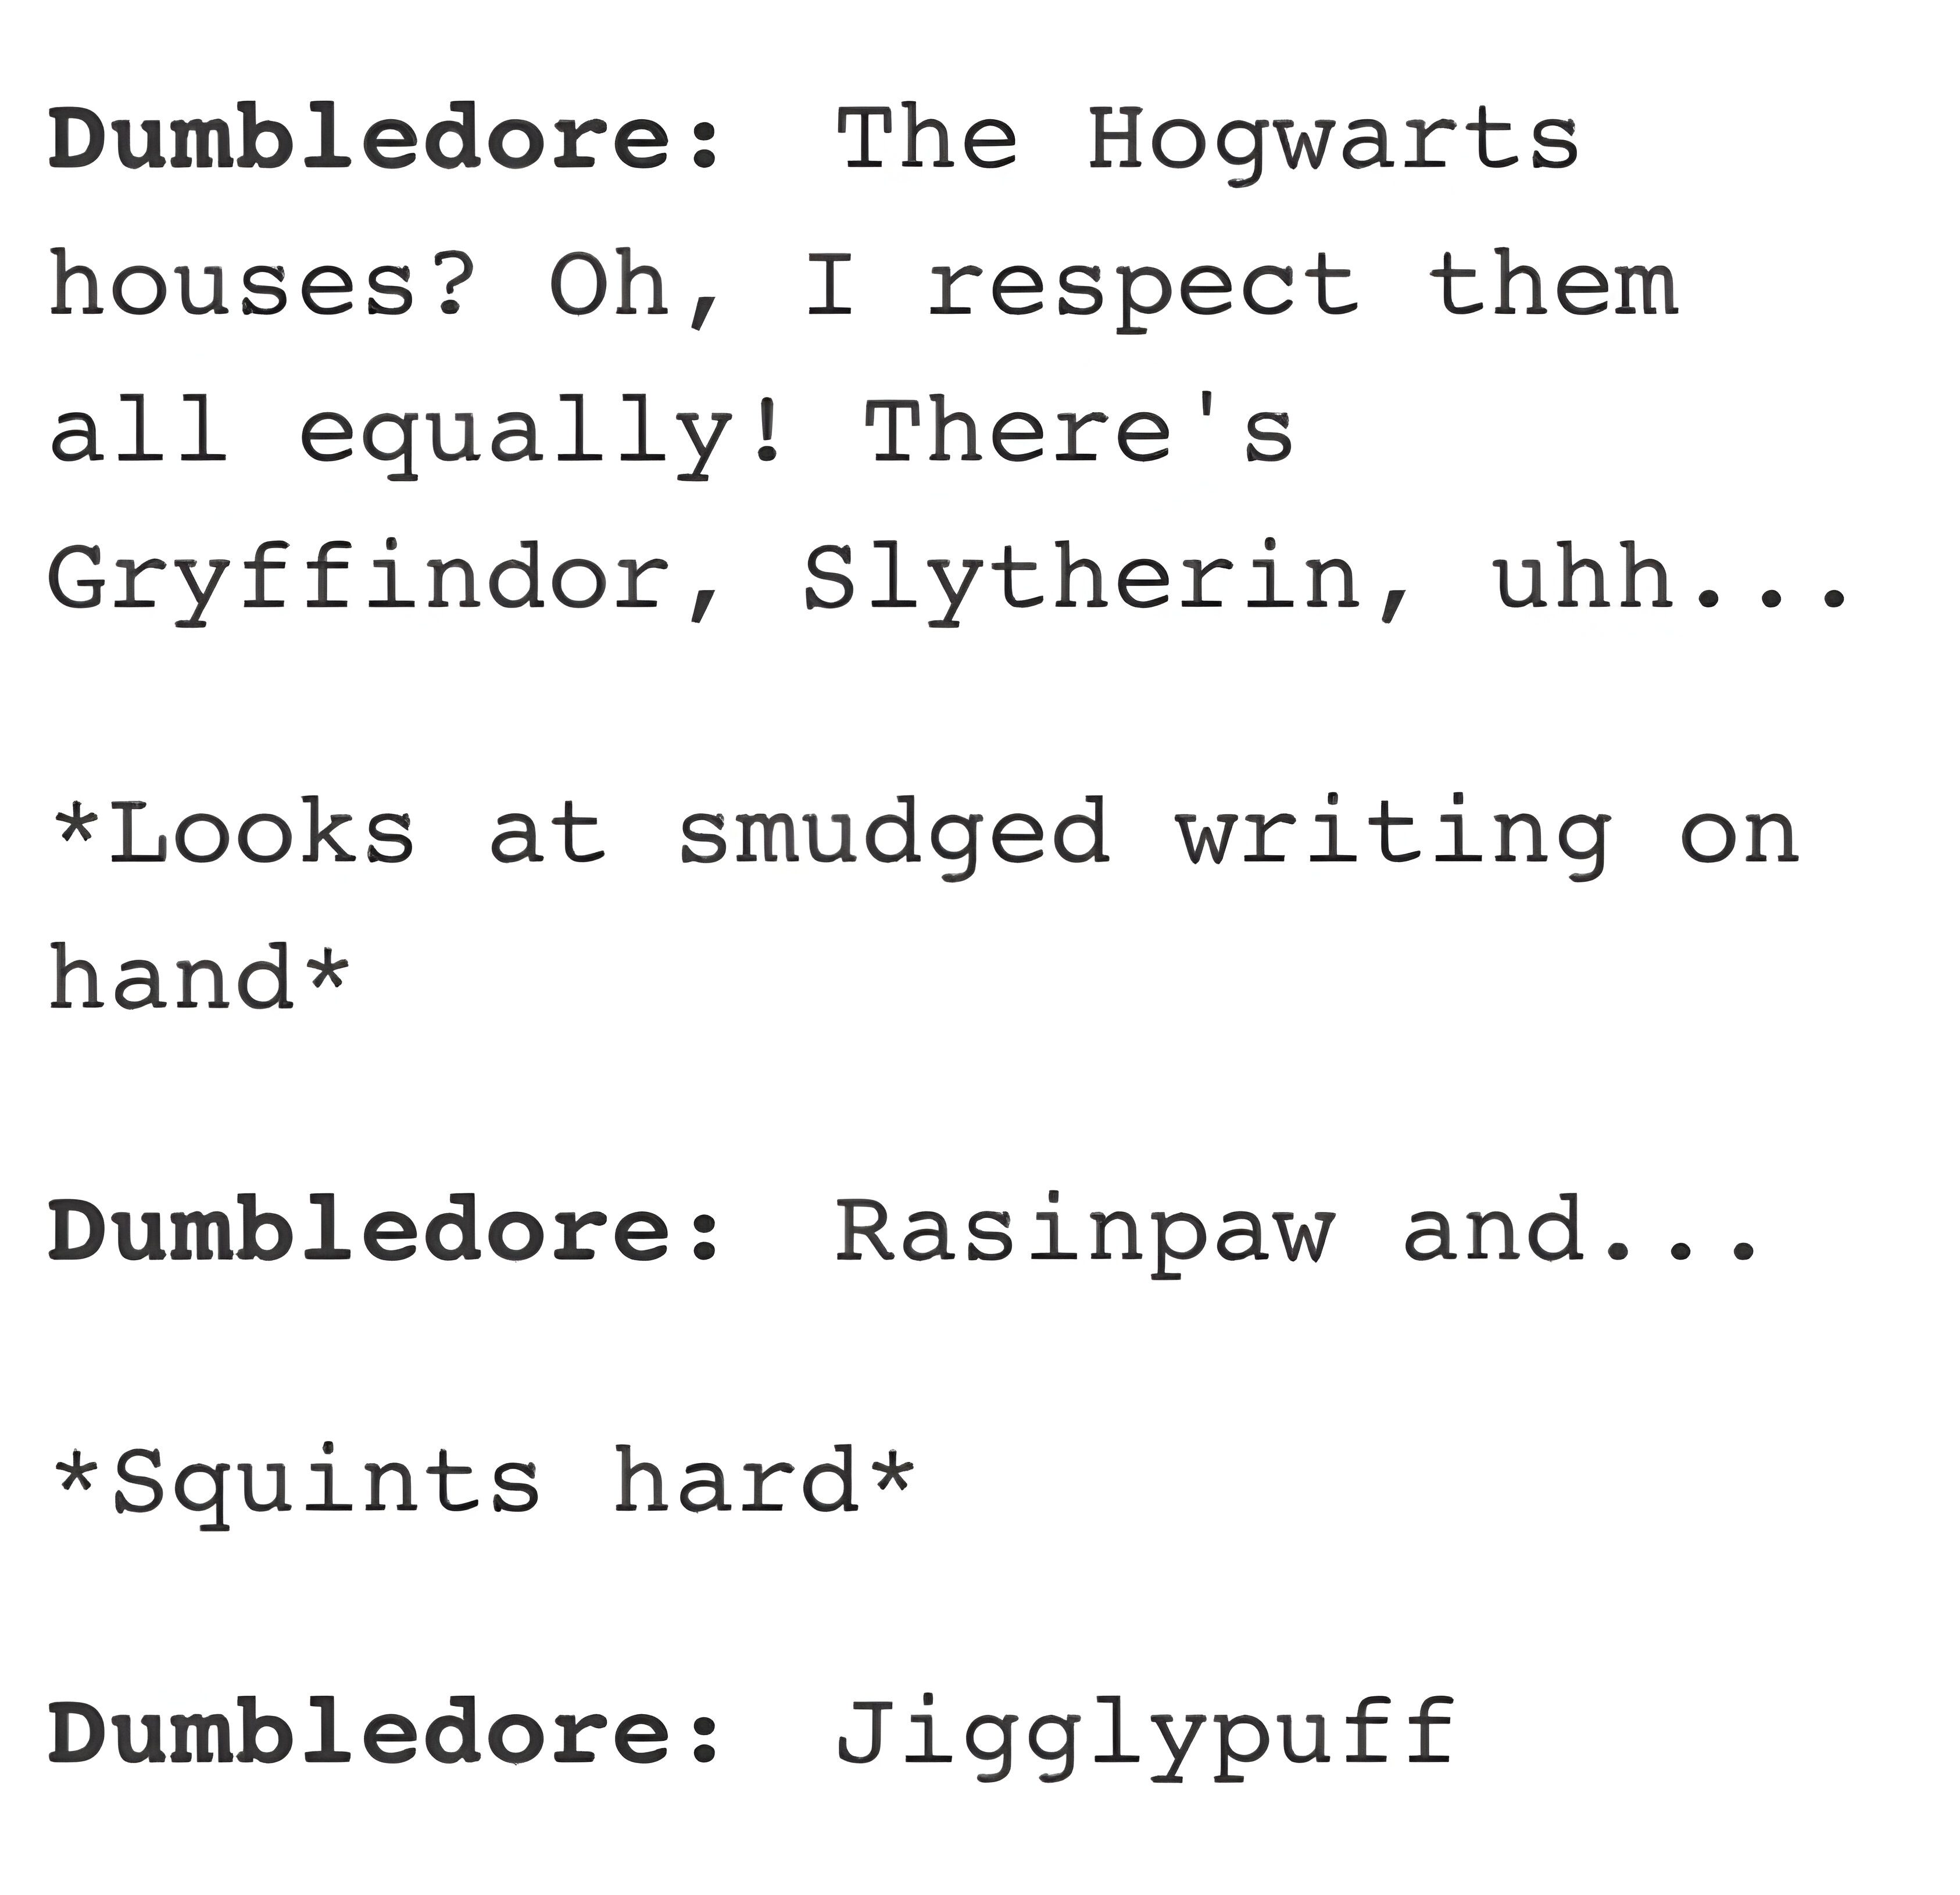 Dumbledore: The Hogwarts
houses? Oh, I respect them
all equally! There's
Gryffindor, Slytherin, uhh...
*Looks at smudged writing on
hand*
Dumbledore: Rasinpaw and...
*Squints hard*
Dumbledore: Jigglypuff